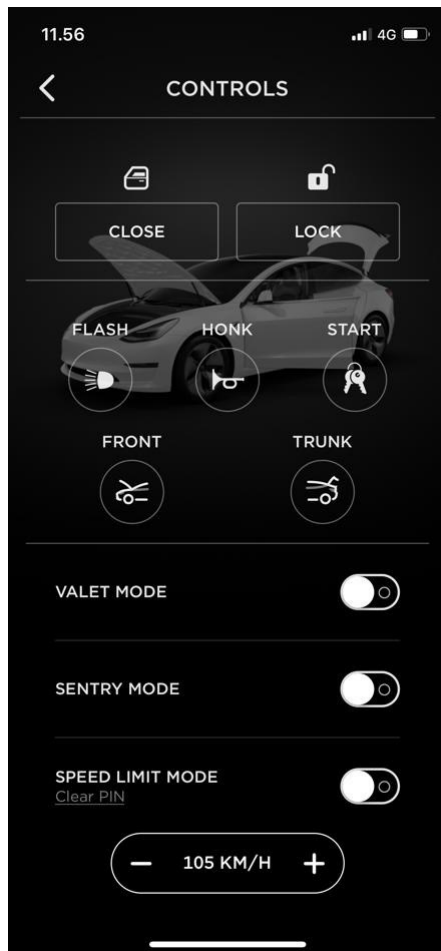 11.56
4G
CONTROLS
CLOSE
LOCK
FLASH
HONK
START
FRONT
TRUNK
VALET MODE
SENTRY MODE
SPEED LIMIT MODE
Clear PIN
105 KM/H